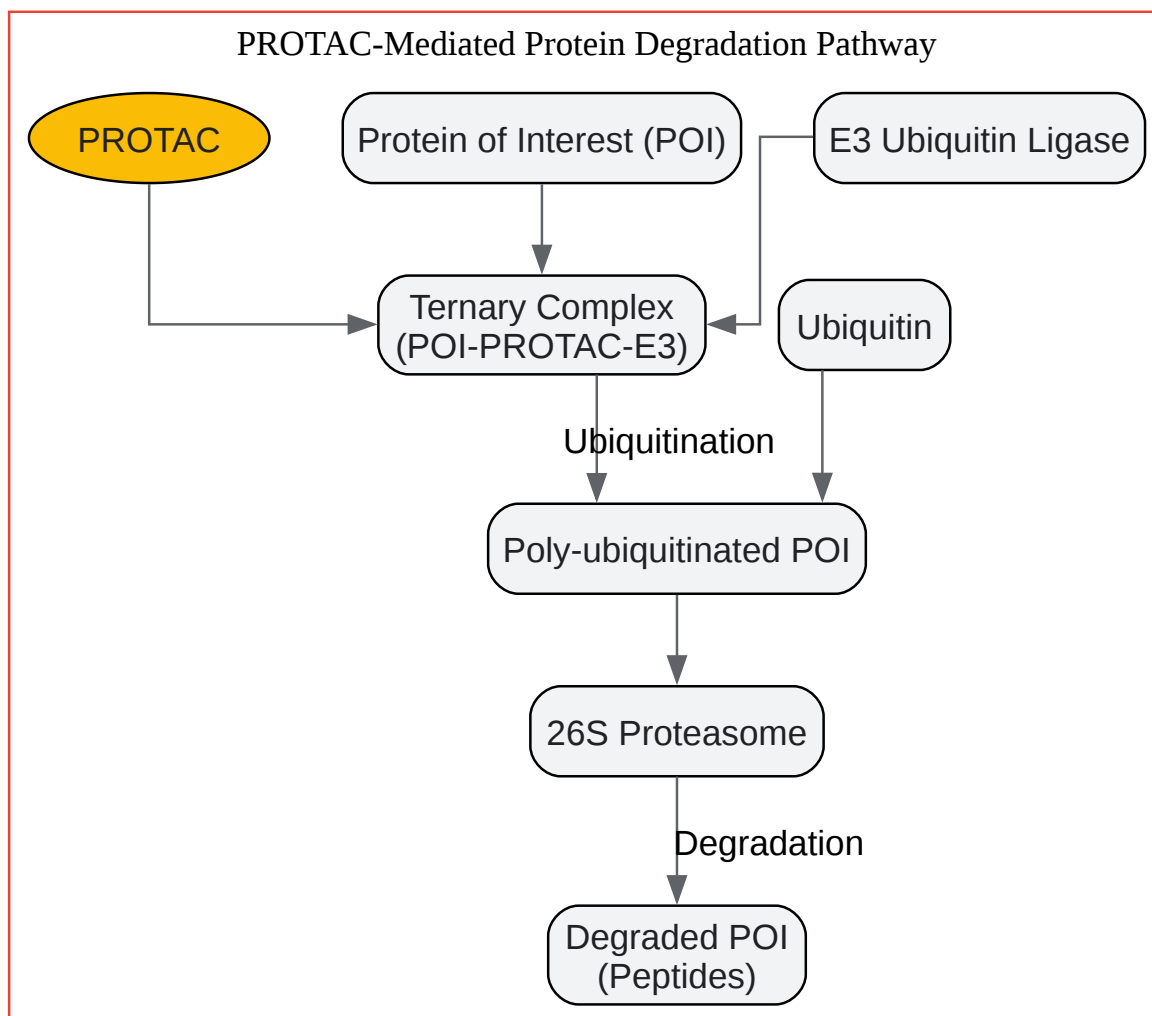 PROTAC-Mediated Protein Degradation Pathway
PROTAC
Protein of Interest (POI)
E3 Ubiquitin Ligase
Ternary Complex
(POI-PROTAC-E3)
Ubiquitin
Ubiquitination
Poly-ubiquitinated POI
26S Proteasome
Degradation
Degraded POI
(Peptides)